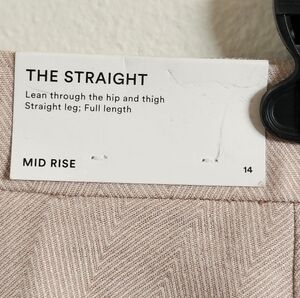 THE STRAIGHT
Lean through the hip and thigh
Straight leg; Full length
MID RISE
14